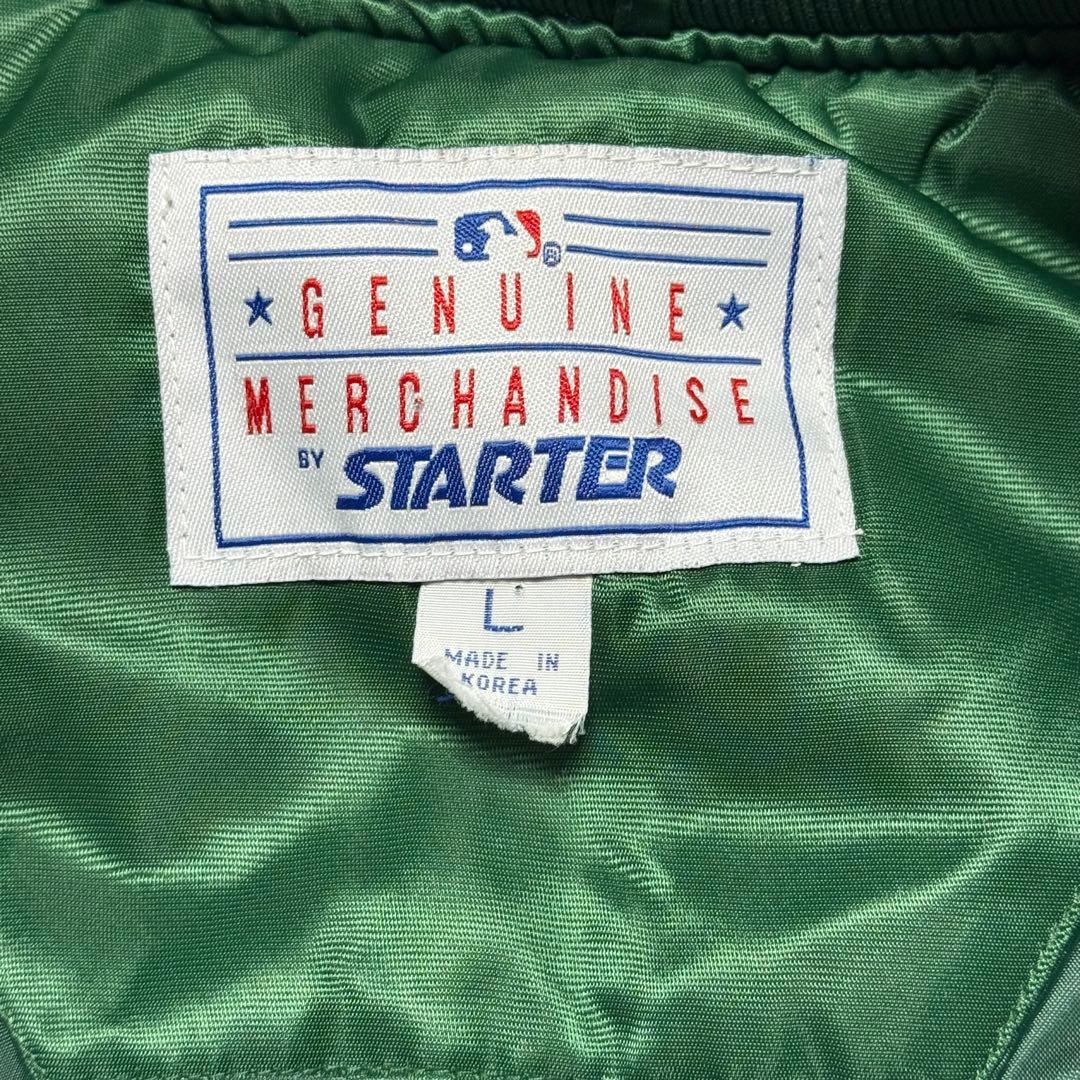 ®
GENUINE
MERCHANDISE
BY STARTER
L
MADE IN
KOREA